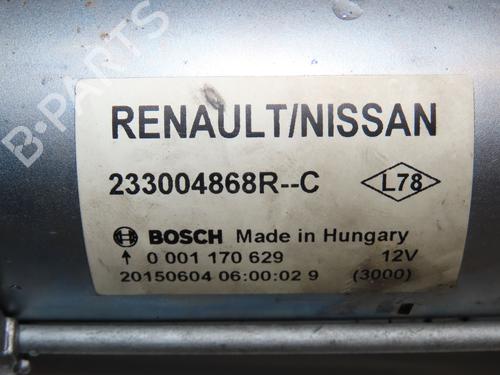 B-PARTS
RENAULT/NISSAN
233004868R--C L78
BOSCH Made in Hungary
↑ 0 001 170 629 12V
20150604 06:00:02 9 (3000)